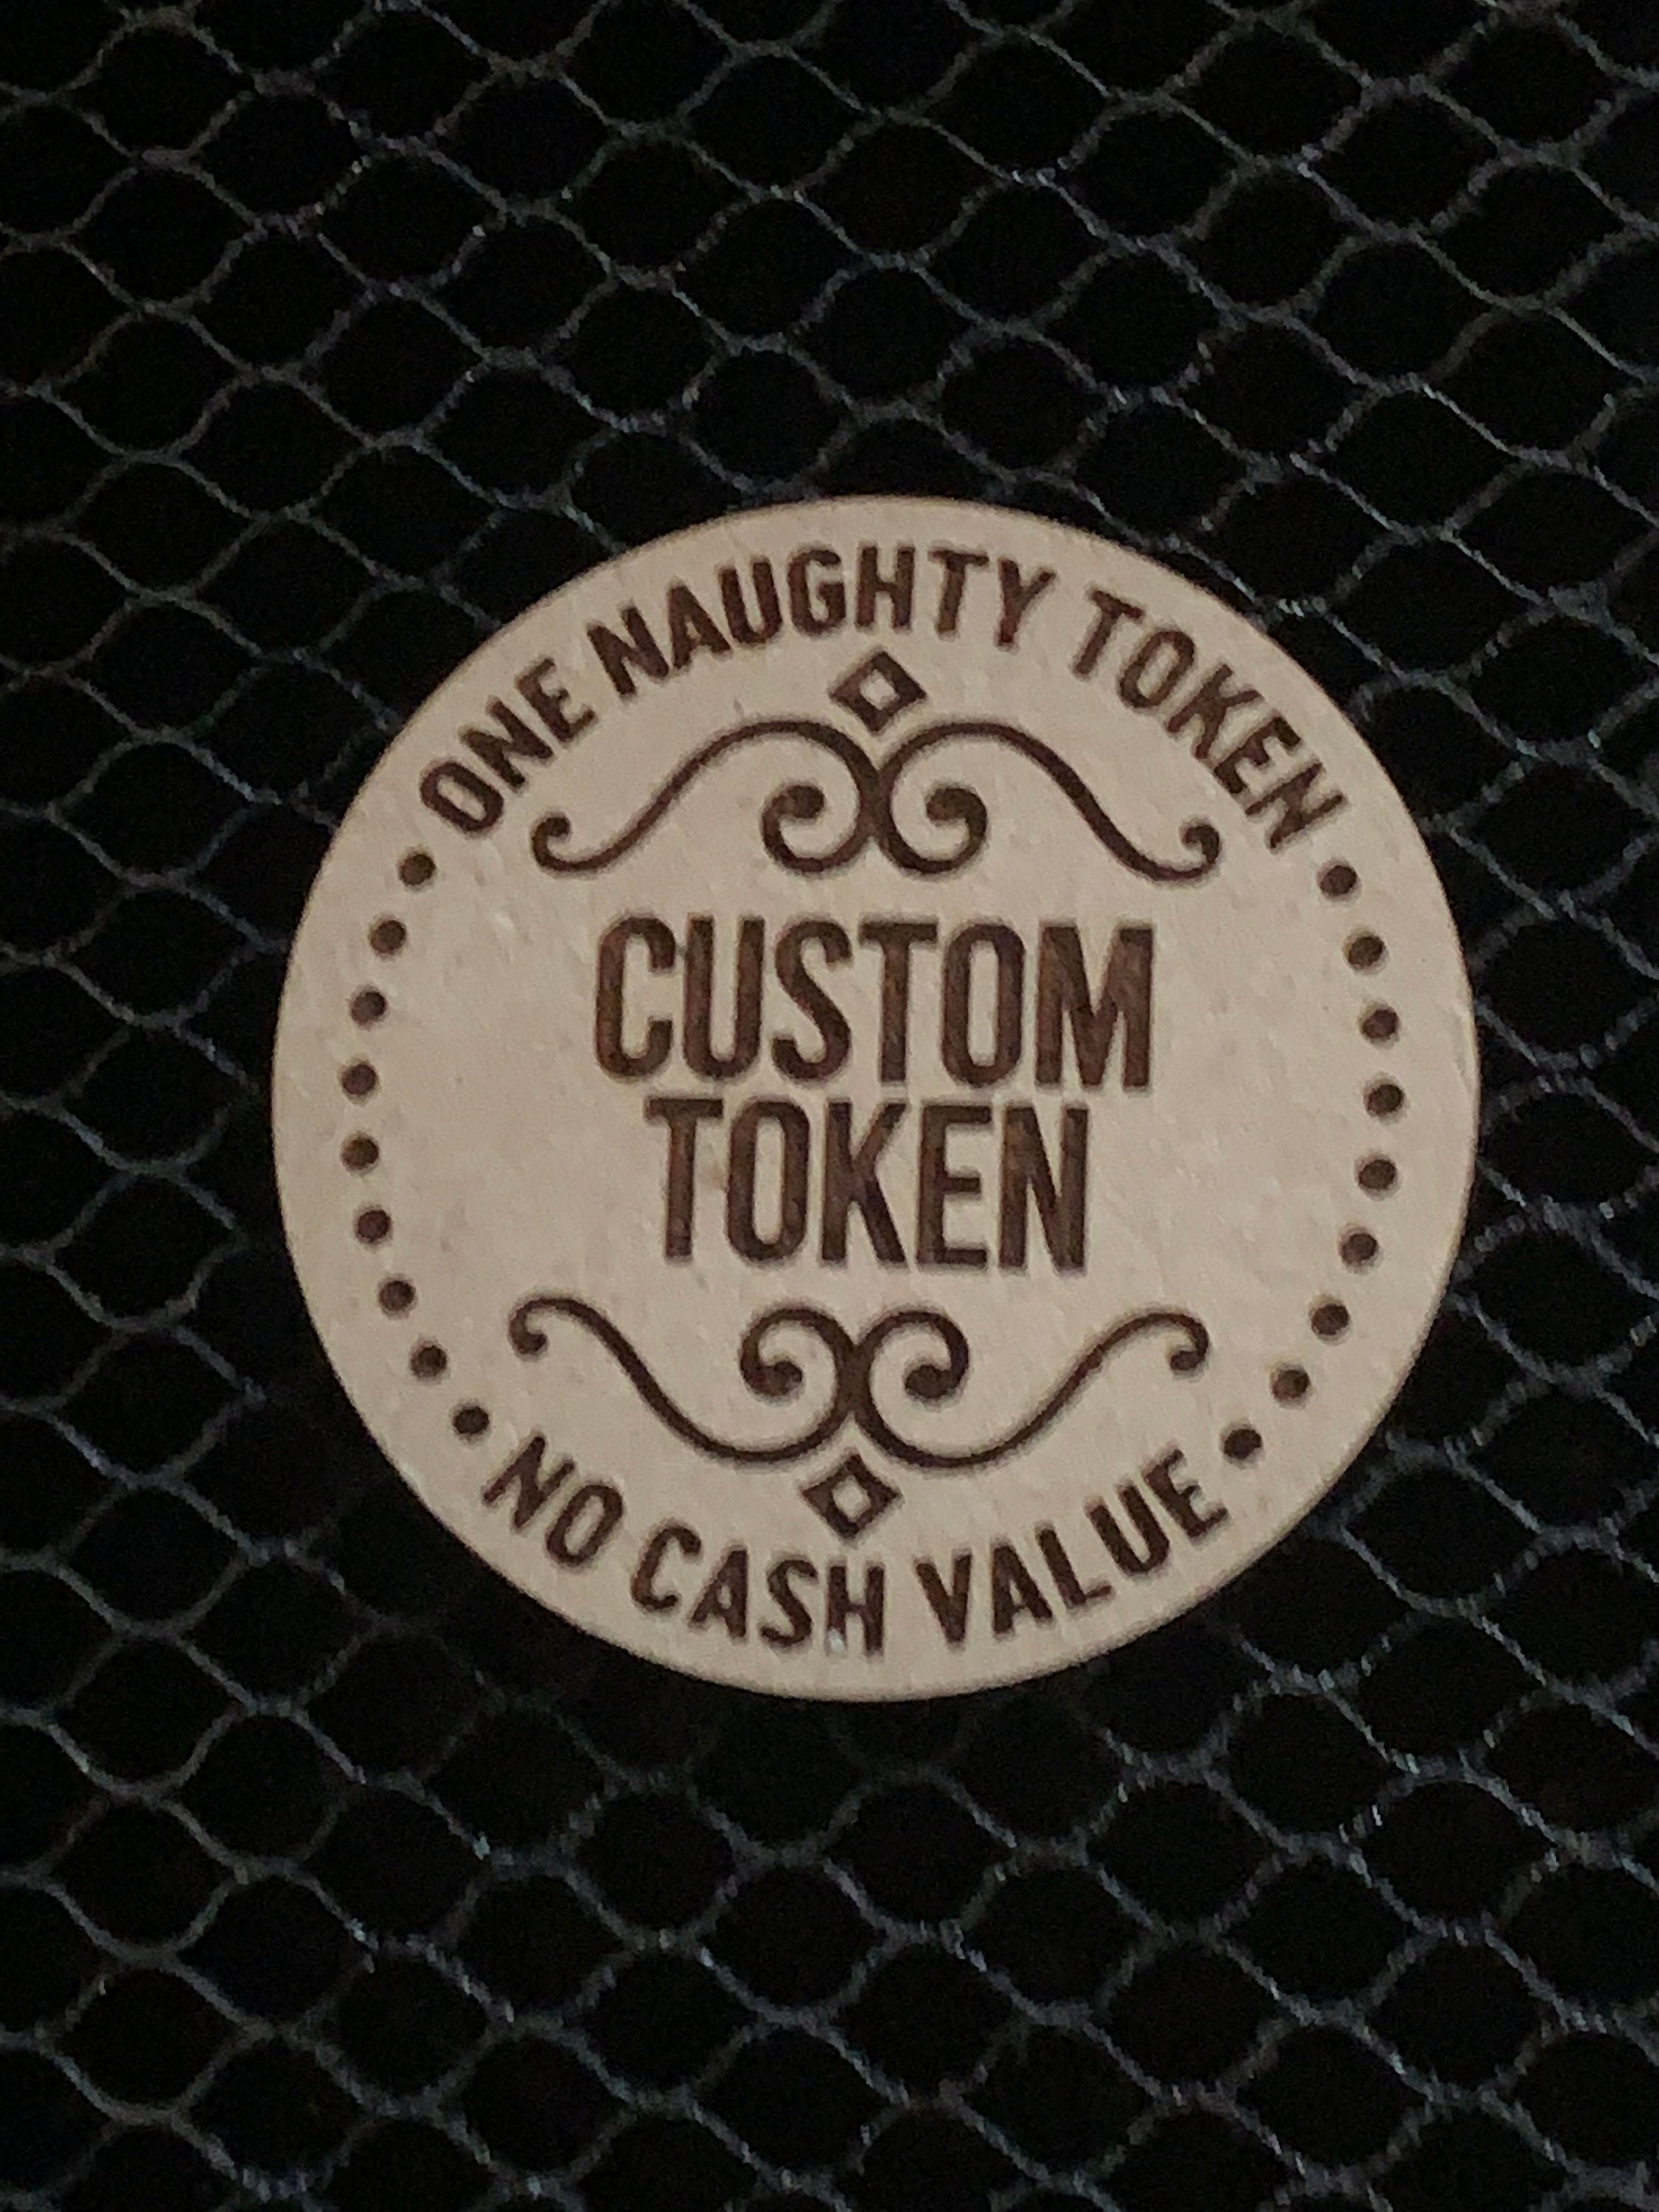 ONE NAUGHTY TOKEN
CUSTOM
TOKEN
NO CASH VALUE